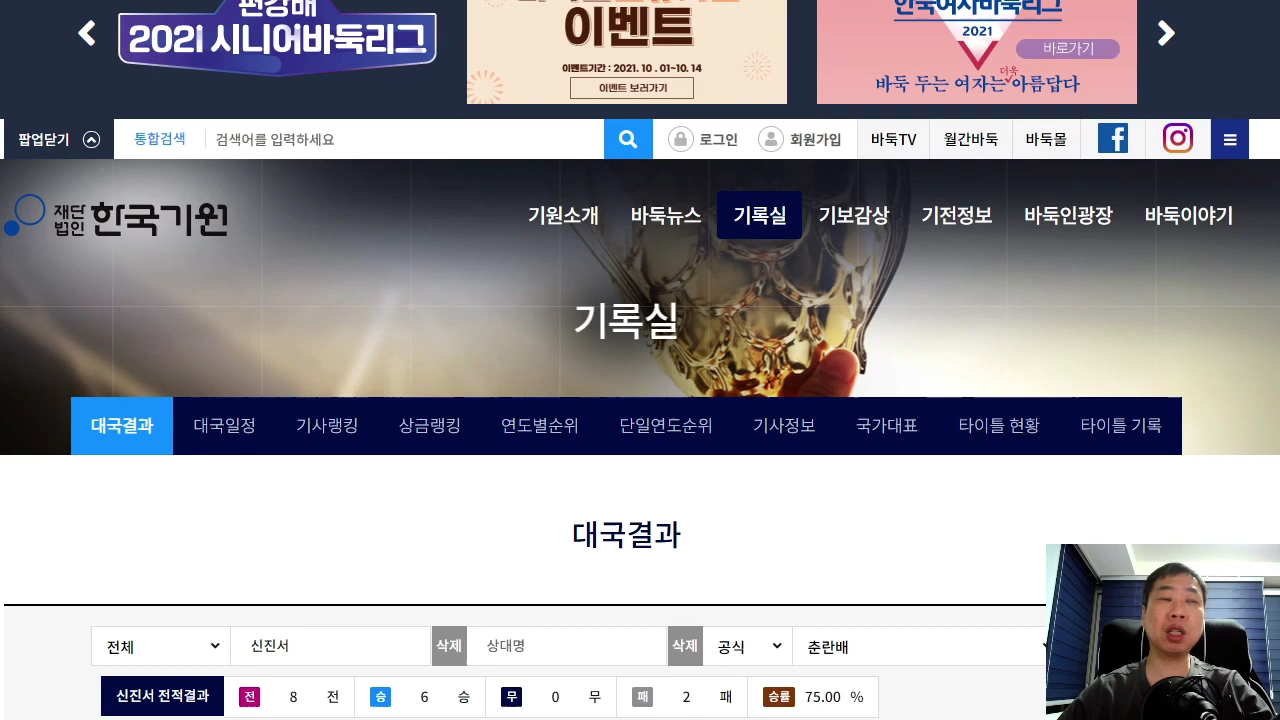 편강배
2021 시니어바둑리그
이벤트
이벤트기간 : 2021. 10 . 01~10. 14
이벤트 보러가기
한국여자바둑리그
2021
바로가기
더욱
바둑 두는 여자는 아름답다
팝업닫기
통합검색
검색어를 입력하세요
로그인
회원가입
바둑TV
월간바둑
바둑몰
재단
법인
한국기원
기원소개
바둑뉴스
기록실
기보감상
기전정보
바둑인광장
바둑이야기
기록실
대국결과
대국일정
기사랭킹
상금랭킹
연도별순위
단일연도순위
기사정보
국가대표
타이틀 현황
타이틀 기록
대국결과
전체
신진서
삭제
상대명
삭제
공식
춘란배
신진서 전적결과
전 8 전
승 6 승
무 0 무
패 2 패
승률 75.00 %